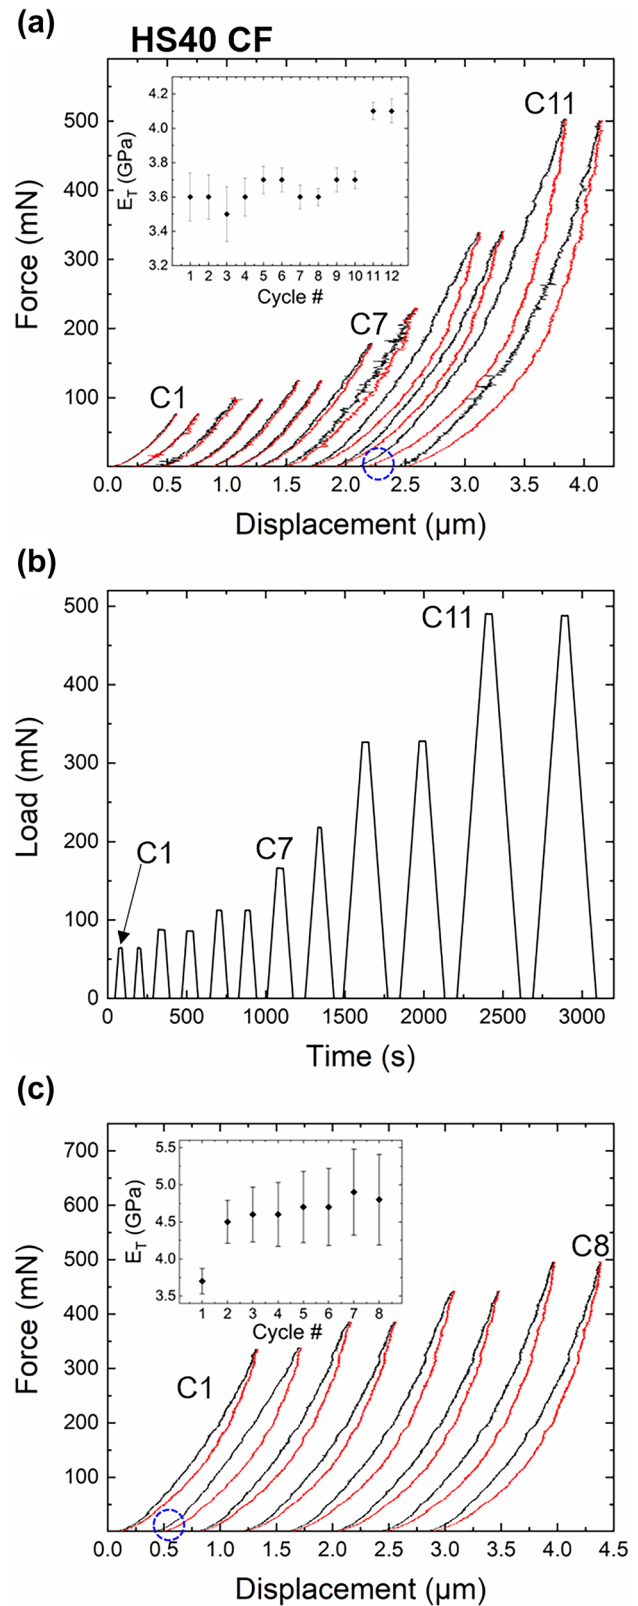 (a)
HS40 CF
C11
500
4.2
4.0
3.8
3.6
3.4
3.2
E_T (GPa)
1 2 3 4 5 6 7 8 9 10 11 12
Cycle #
400
300
200
100
Force (mN)
C7
C1
0.0 0.5 1.0 1.5 2.0 2.5 3.0 3.5 4.0
Displacement (μm)
(b)
500
400
300
200
100
0
Load (mN)
C11
C1
C7
0 500 1000 1500 2000 2500 3000
Time (s)
(c)
700
600
500
400
300
200
100
Force (mN)
5.5
5.0
4.5
4.0
3.5
E_T (GPa)
1 2 3 4 5 6 7 8
Cycle #
C8
C1
0.0 0.5 1.0 1.5 2.0 2.5 3.0 3.5 4.0 4.5
Displacement (μm)